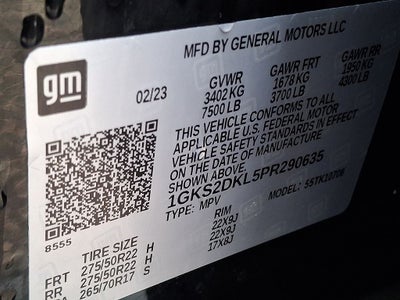 gm
MFD BY GENERAL MOTORS LLC
02/23 GVWR GAWR FRT GAWR RR
3402 KG 1678 KG 1950 KG
7500 LB 3700 LB 4300 LB
THIS VEHICLE CONFORMS TO ALL
APPLICABLE U.S. FEDERAL MOTOR
VEHICLE SAFETY STANDARDS IN EFFECT
ON THE DATE OF MANUFACTURE
SHOWN ABOVE.
1GKS2DKL5PR290635
TYPE: MPV MODEL: 5STK10706
8555
TIRE SIZE RIM
FRT 275/50R22 H 22X9J
RR 275/50R22 H 22X9J
265/70R17 S 17X8J